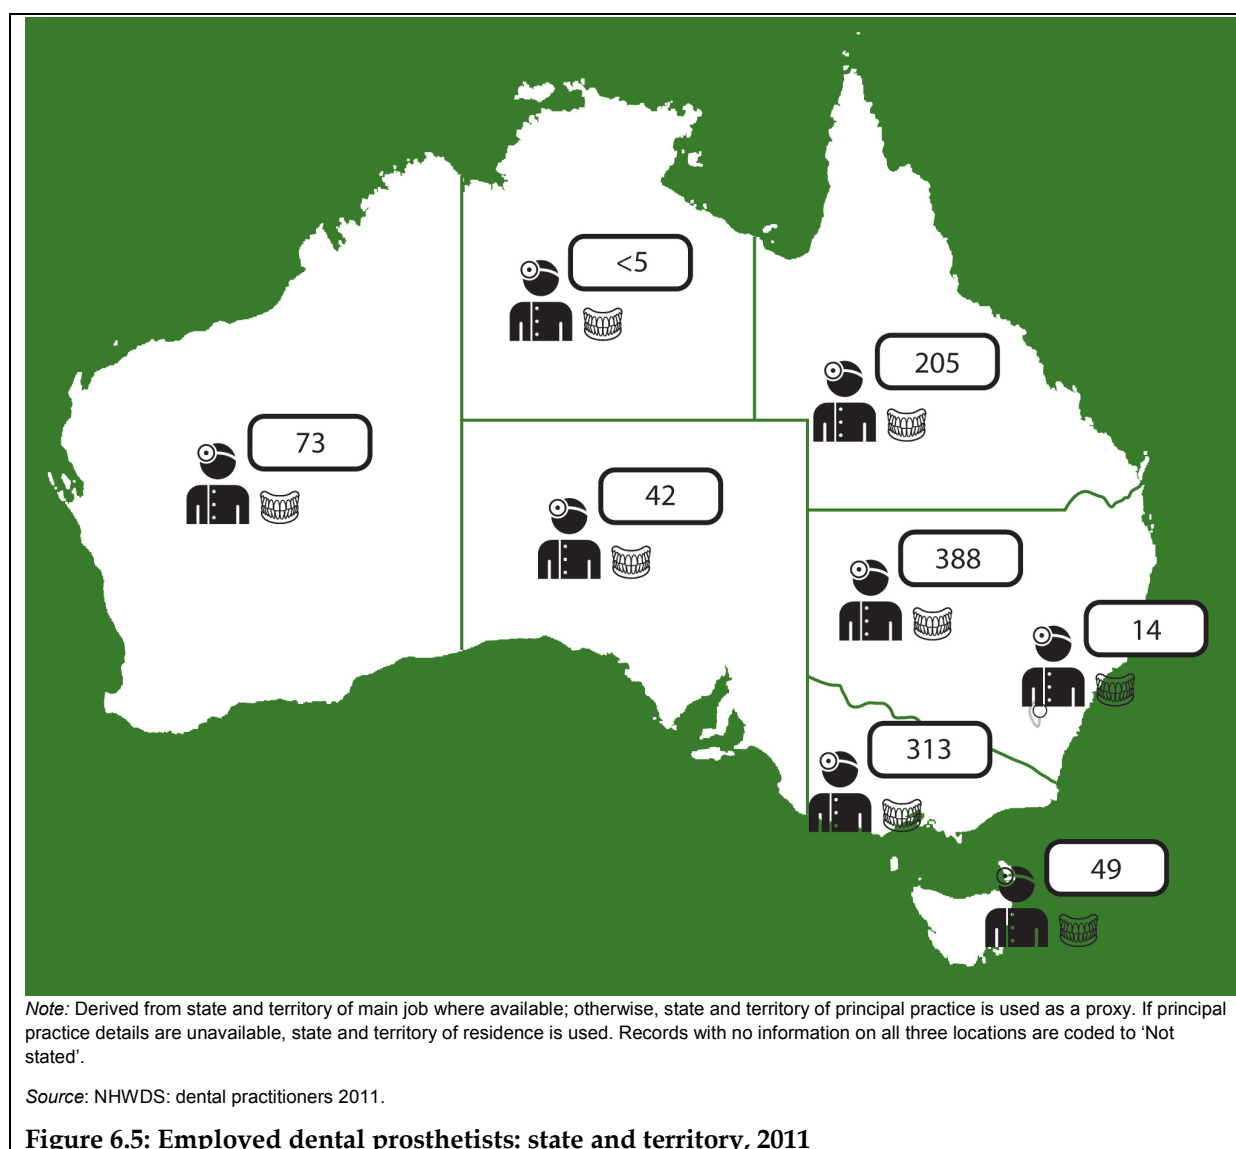 <5
205
73
42
388
14
313
49
Note: Derived from state and territory of main job where available; otherwise, state and territory of principal practice is used as a proxy. If principal
practice details are unavailable, state and territory of residence is used. Records with no information on all three locations are coded to ‘Not
stated’.
Source: NHWDS: dental practitioners 2011.
Figure 6.5: Employed dental prosthetists: state and territory, 2011